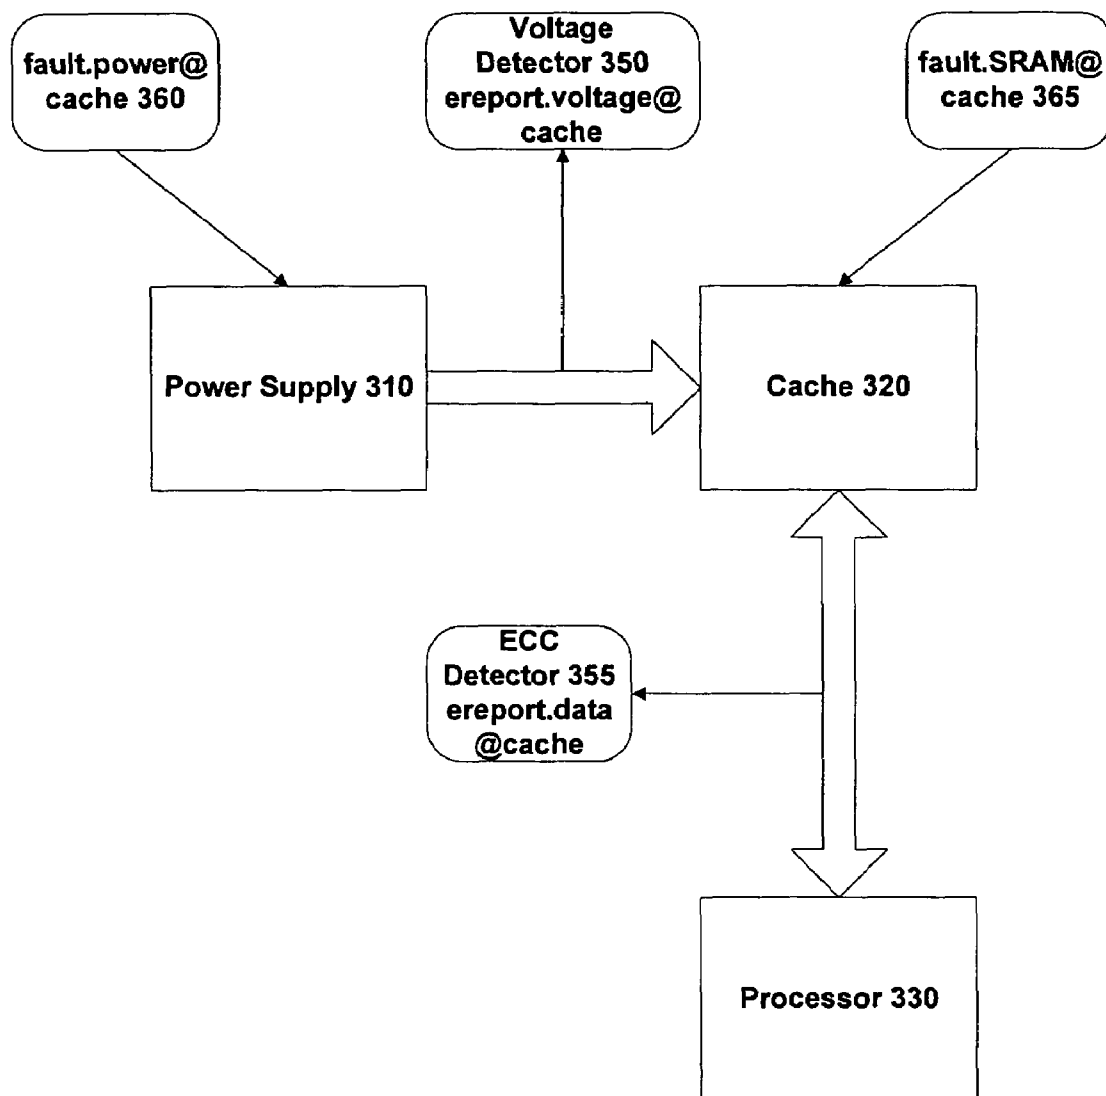 fault.power@
cache 360
Voltage
Detector 350
ereport.voltage@
cache
fault.SRAM@
cache 365
Power Supply 310
Cache 320
ECC
Detector 355
ereport.data
@cache
Processor 330